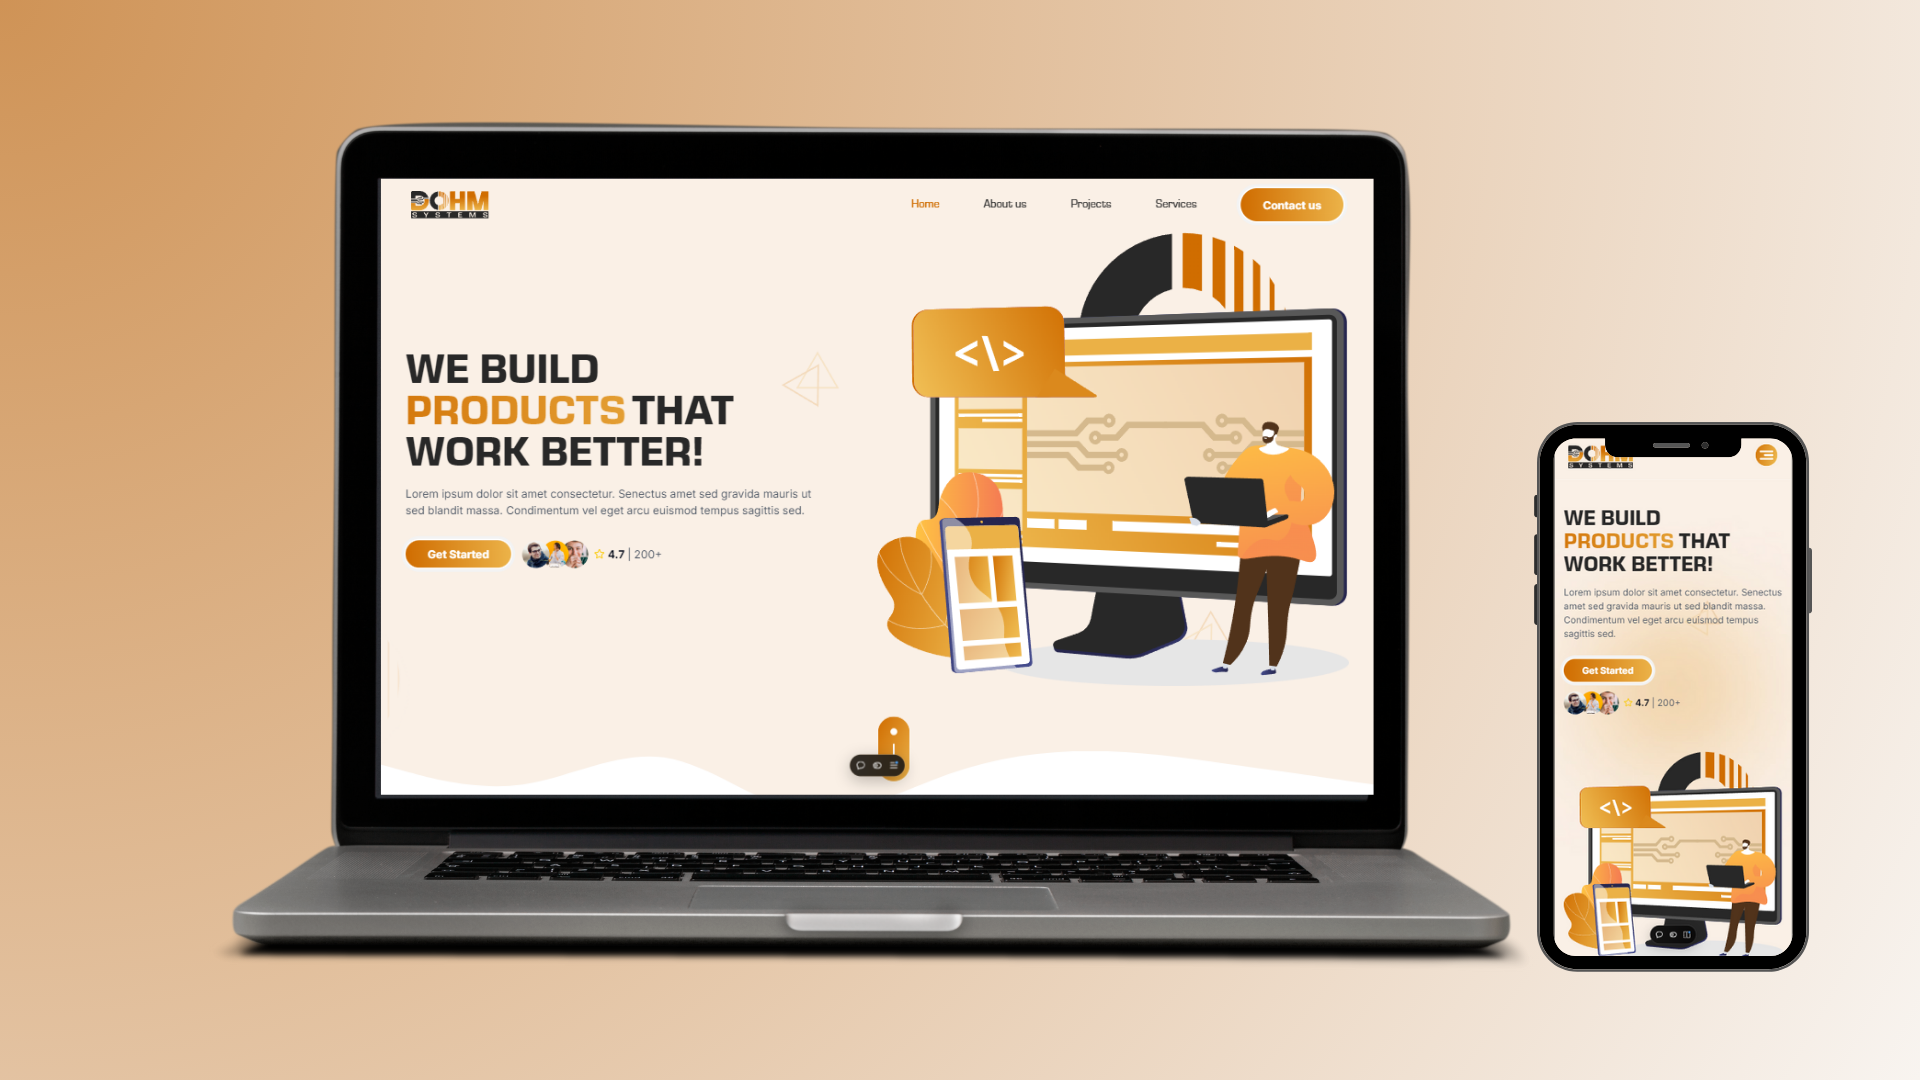 DOHM
SYSTEMS
Home
About us
Projects
Services
Contact us
<\>
WE BUILD
PRODUCTS THAT
WORK BETTER!
Lorem ipsum dolor sit amet consectetur. Senectus amet sed gravida mauris ut
sed blandit massa. Condimentum vel eget arcu euismod tempus sagittis sed.
Get Started
4.7 | 200+
DOHM
SYSTEMS
WE BUILD
PRODUCTS THAT
WORK BETTER!
Lorem ipsum dolor sit amet consectetur. Senectus
amet sed gravida mauris ut sed blandit massa.
Condimentum vel eget arcu euismod tempus
sagittis sed.
Get Started
4.7 | 200+
<\>